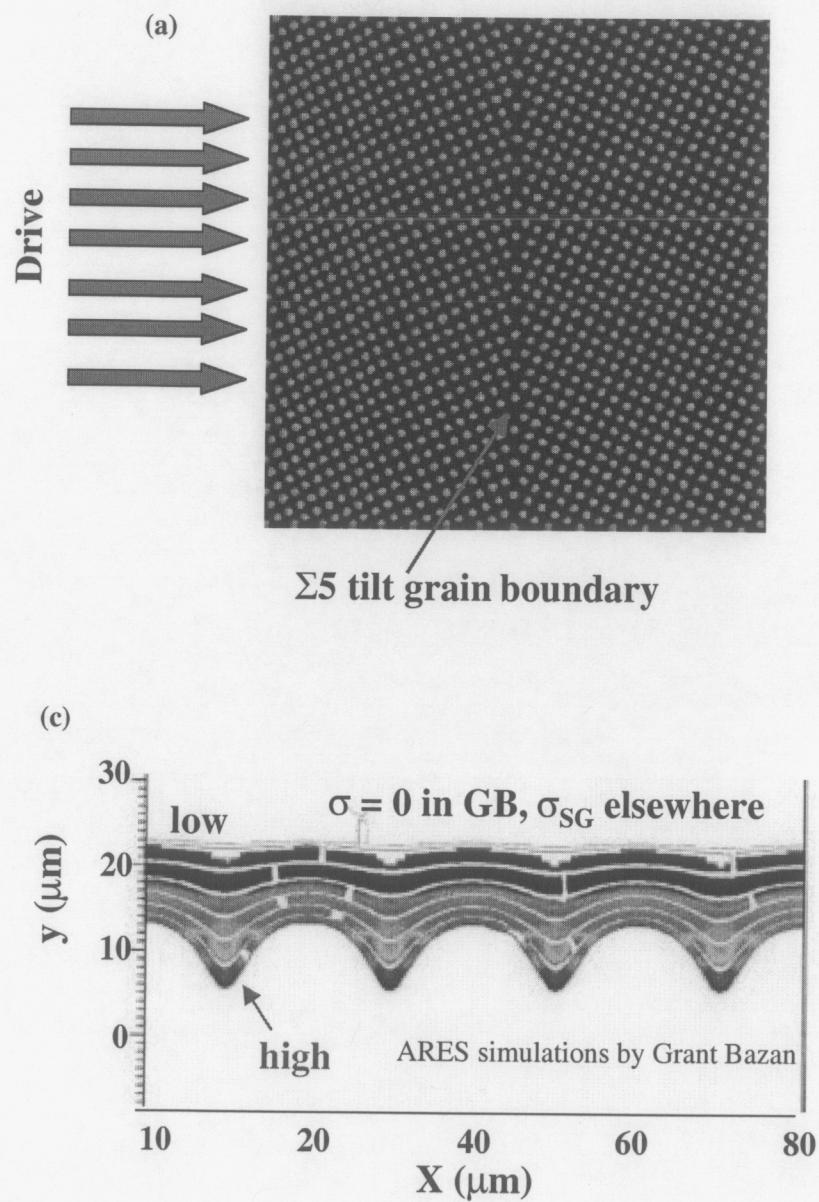 (a)
Drive
Σ5 tilt grain boundary
(c)
30
20
10
0
y (μm)
low
σ = 0 in GB, σSG elsewhere
high
ARES simulations by Grant Bazan
10
20
40
60
80
X (μm)